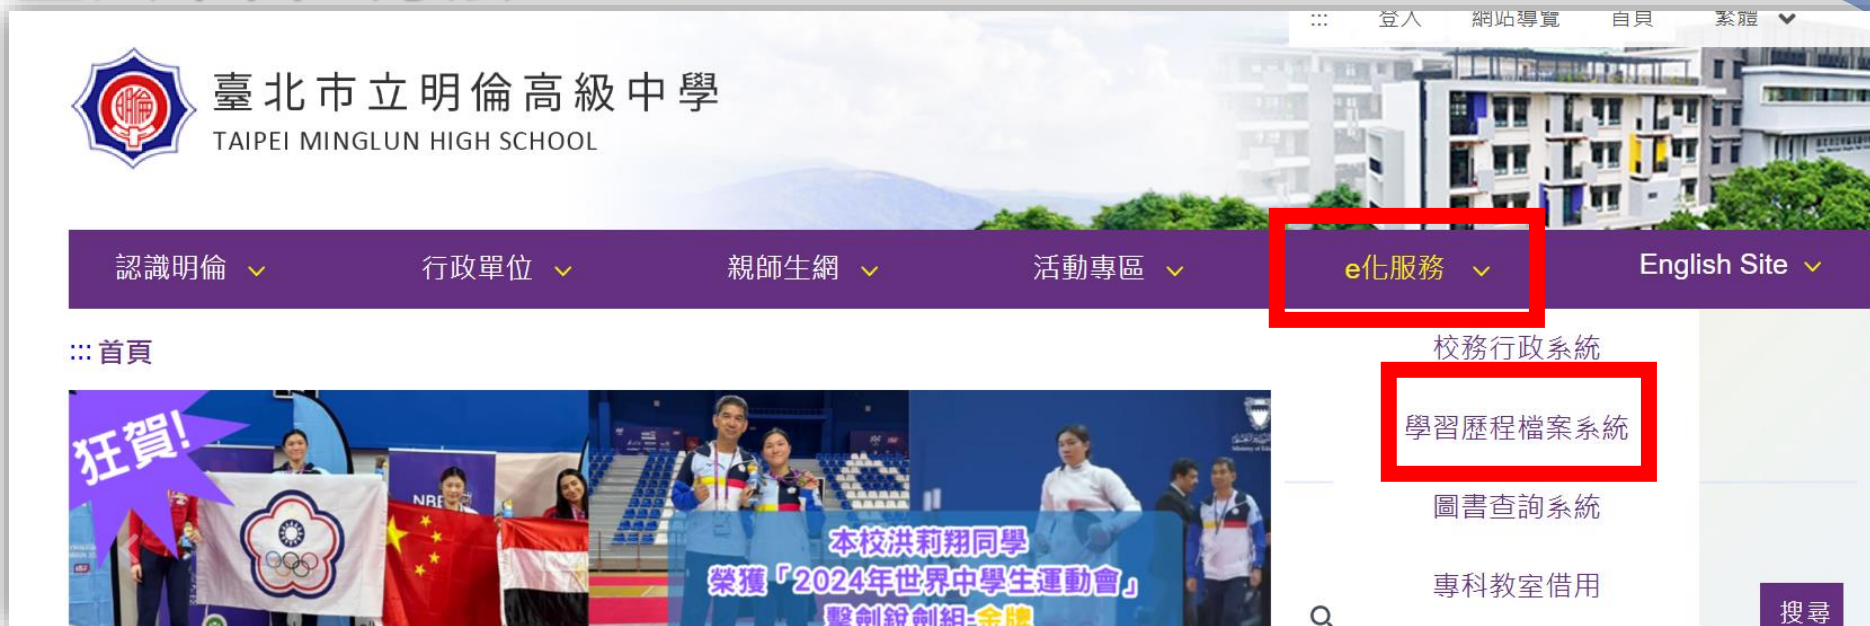 ::: 登入 網站導覽 首頁 繁體
明倫
臺北市立明倫高級中學
TAIPEI MINGLUN HIGH SCHOOL
認識明倫 行政單位 親師生網 活動專區 e化服務 English Site
::: 首頁
校務行政系統
學習歷程檔案系統
圖書查詢系統
專科教室借用
搜尋
狂賀!
本校洪莉翔同學
榮獲「2024年世界中學生運動會」
擊劍銳劍組-金牌